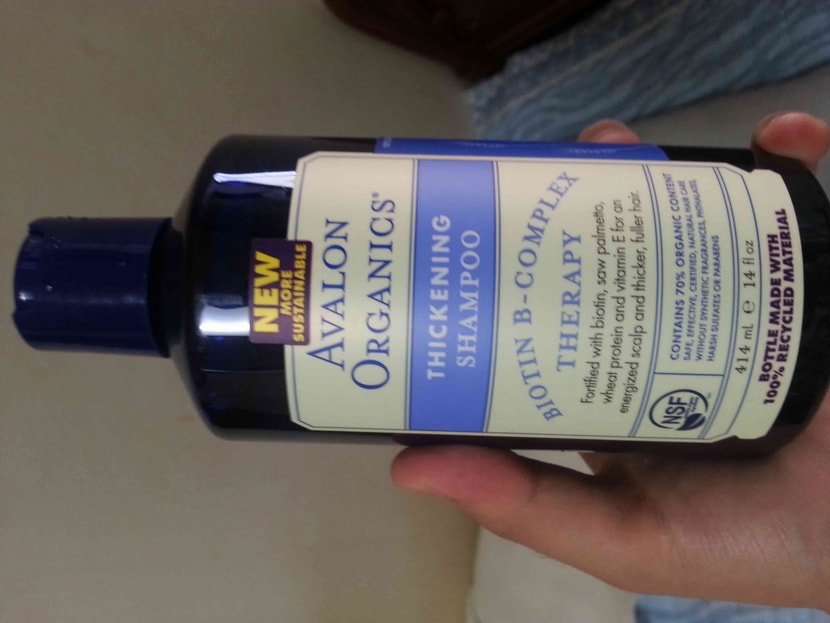 NEW
MORE
SUSTAINABLE
AVALON
ORGANICS®
THICKENING
SHAMPOO
BIOTIN B-COMPLEX
THERAPY
Fortified with biotin, saw palmetto,
wheat protein and vitamin E for an
energized scalp and thicker, fuller hair.
NSF
CONTAINS 70% ORGANIC CONTENT
SAFE, EFFECTIVE, CERTIFIED, NATURAL HAIR CARE
WITHOUT SYNTHETIC FRAGRANCES, PHTHALATES,
HARSH SULFATES OR PARABENS
414 mL ℮ 14 fl oz
BOTTLE MADE WITH
100% RECYCLED MATERIAL